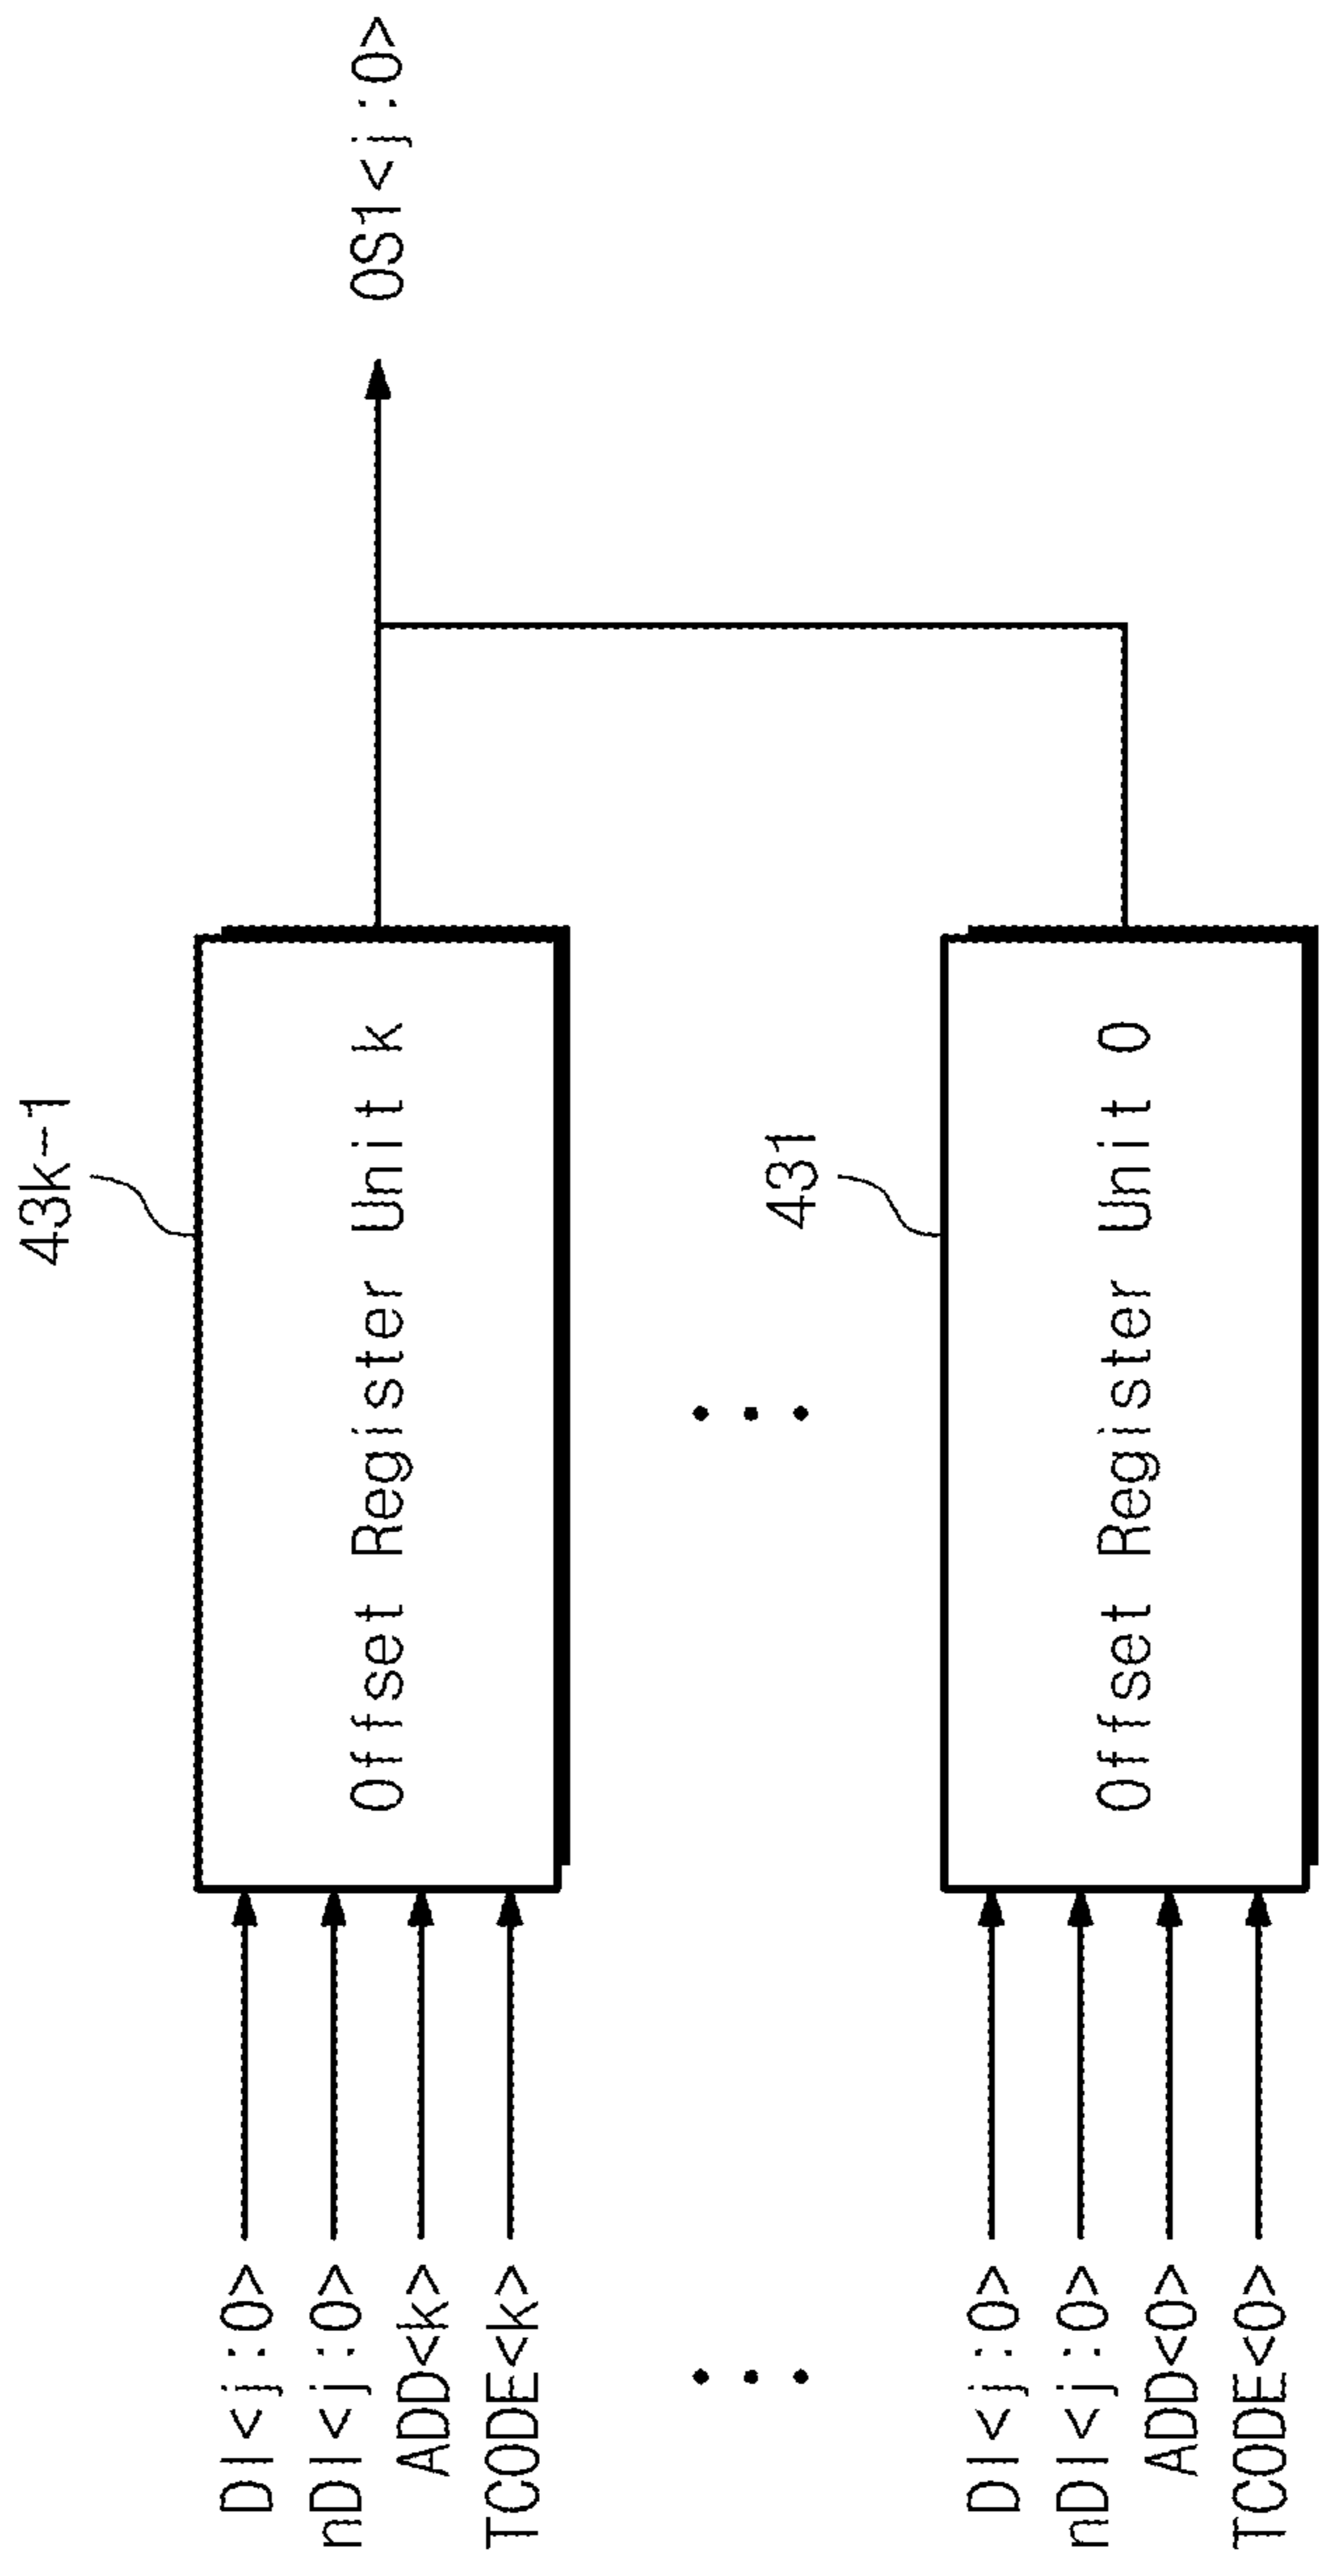 43k-1
DI<j:0>
nDI<j:0>
ADD<k>
TCODE<k>
Offset Register Unit k
OS1<j:0>
431
DI<j:0>
nDI<j:0>
ADD<0>
TCODE<0>
Offset Register Unit 0